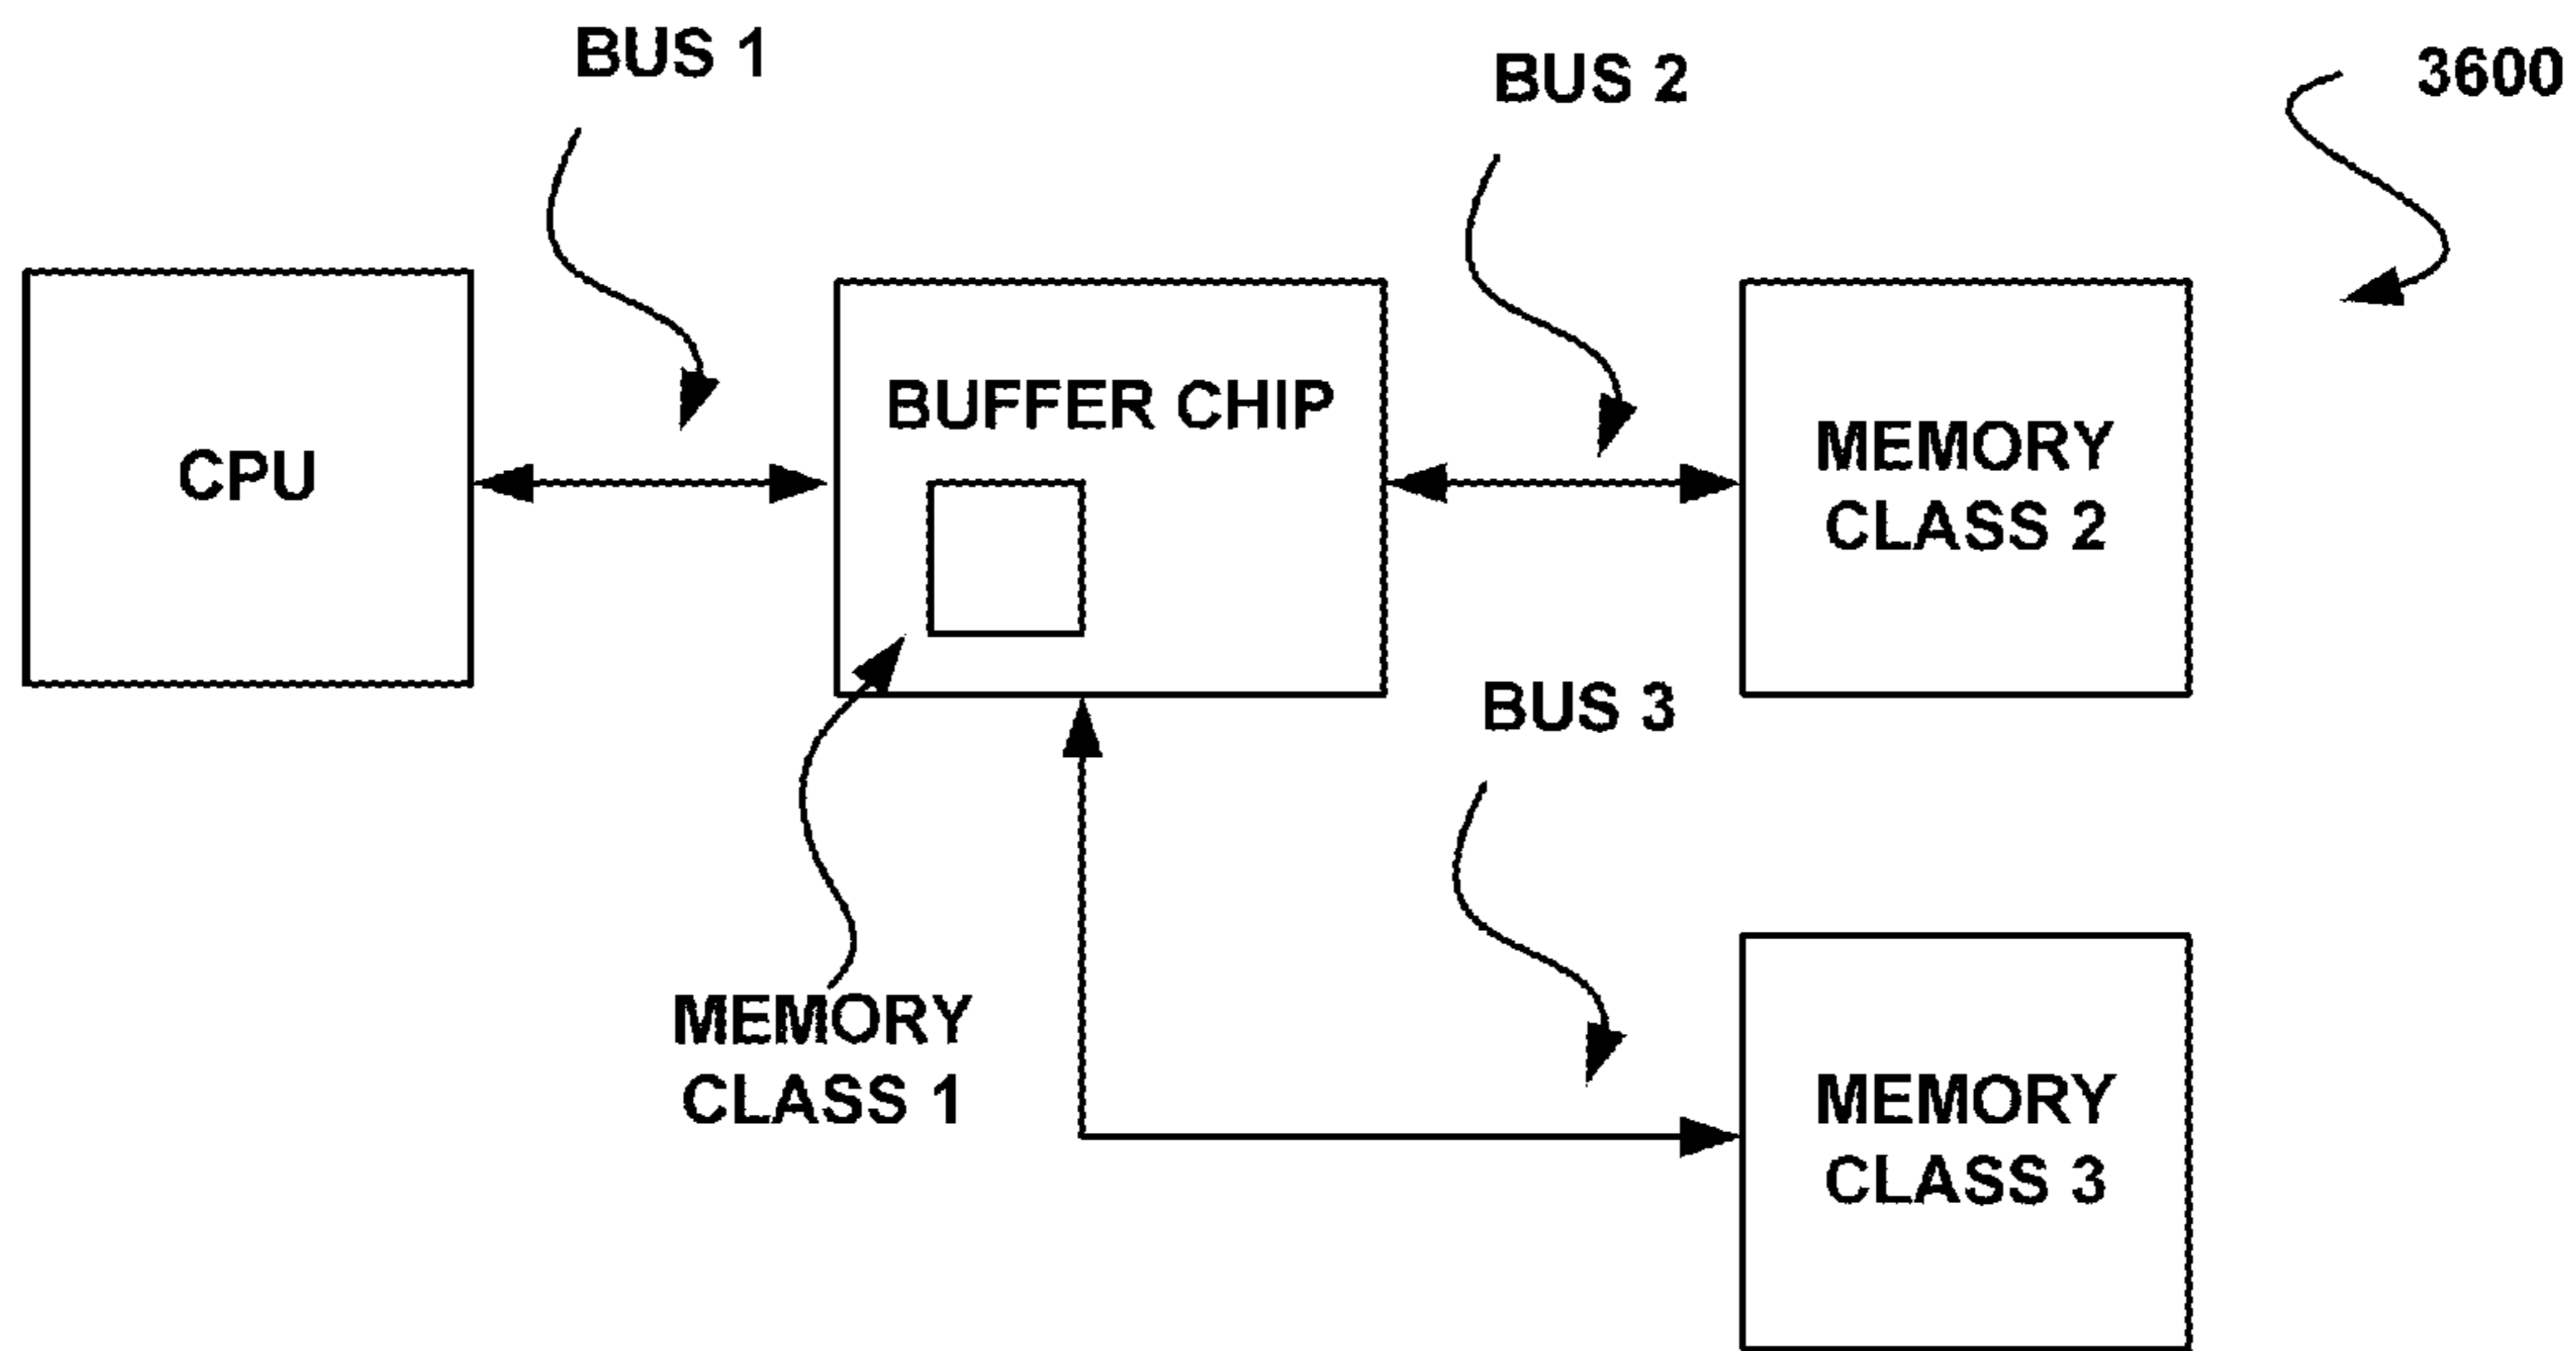 BUS 1
BUS 2
3600
CPU
BUFFER CHIP
MEMORY
CLASS 2
BUS 3
MEMORY
CLASS 1
MEMORY
CLASS 3